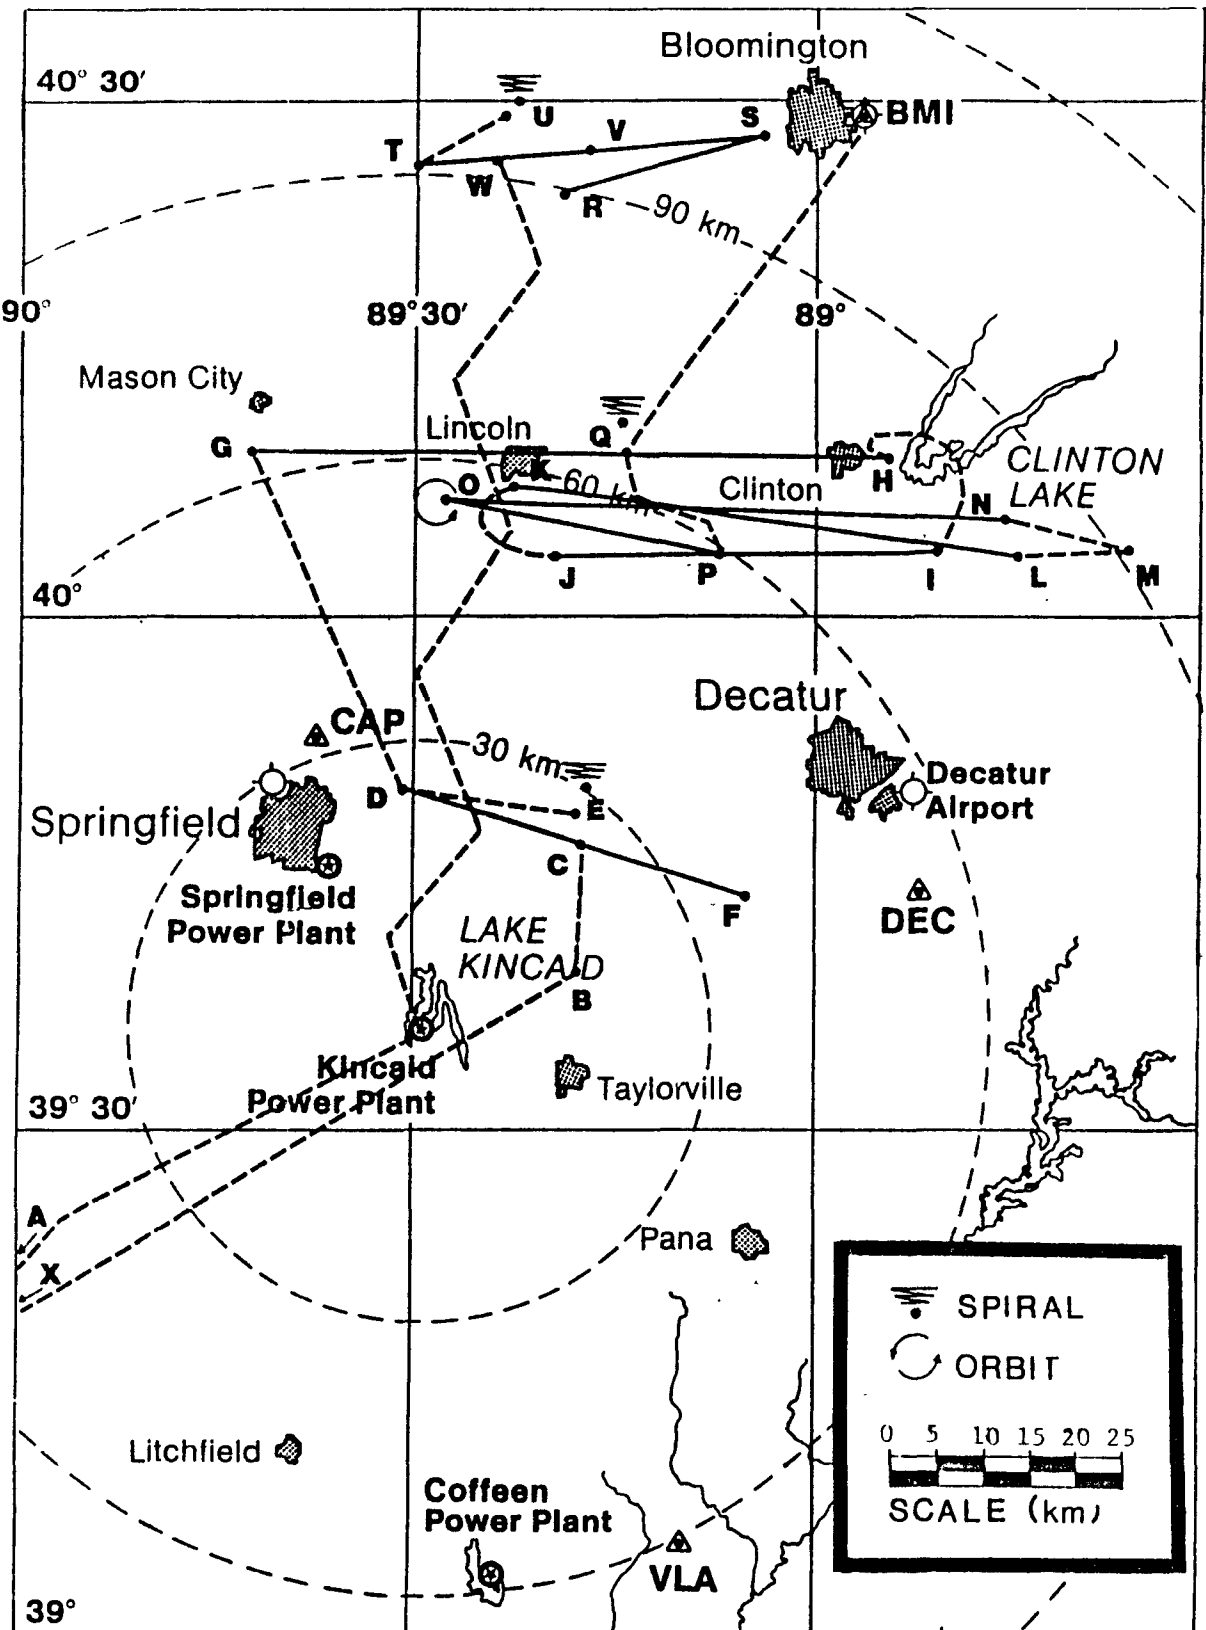 Bloomington
40° 30'
U
BMI
S
V
T
W
R
90 km
90°
89° 30'
89°
Mason City
Lincoln
Q
G
K
H
CLINTON
LAKE
O
60 km
Clinton
N
J
P
I
L
M
40°
Decatur
CAP
30 km
D
E
Decatur
Airport
Springfield
C
Springfield
Power Plant
F
DEC
LAKE
KINCAID
B
Kincaid
Power Plant
Taylorville
39° 30'
A
X
Pana
SPIRAL
ORBIT
0 5 10 15 20 25
SCALE (km)
Litchfield
Coffeen
Power Plant
VLA
39°